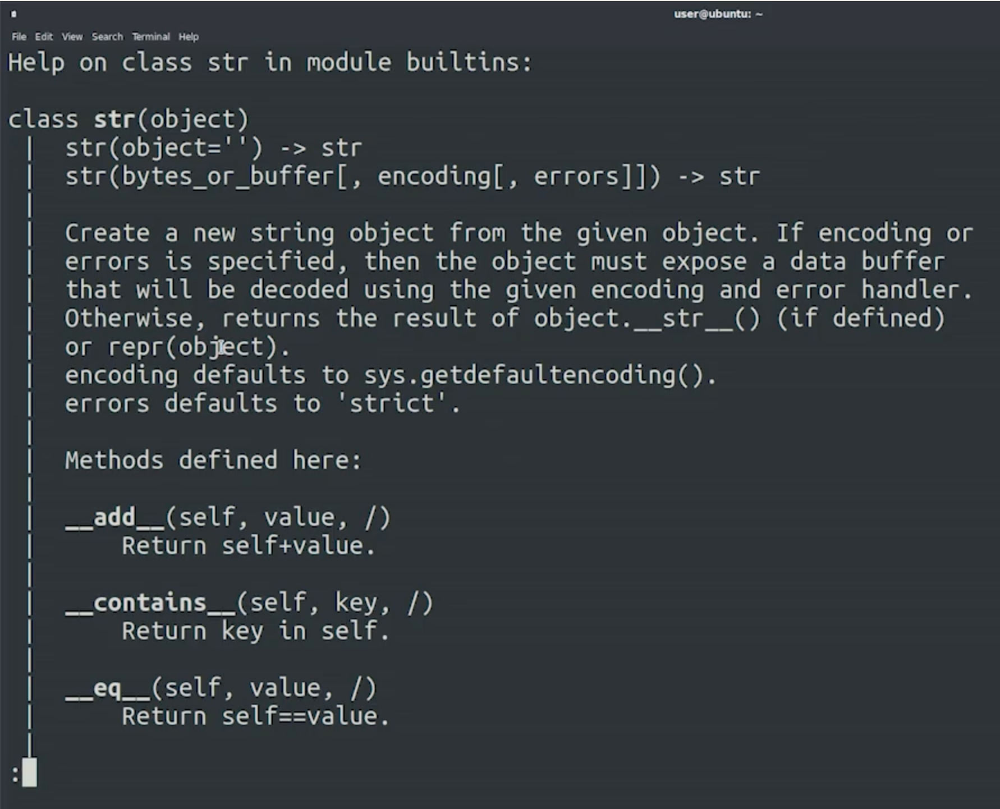 user@ubuntu: ~
File Edit View Search Terminal Help
Help on class str in module builtins:

class str(object)
 |  str(object='') -> str
 |  str(bytes_or_buffer[, encoding[, errors]]) -> str
 |
 |  Create a new string object from the given object. If encoding or
 |  errors is specified, then the object must expose a data buffer
 |  that will be decoded using the given encoding and error handler.
 |  Otherwise, returns the result of object.__str__() (if defined)
 |  or repr(object).
 |  encoding defaults to sys.getdefaultencoding().
 |  errors defaults to 'strict'.
 |
 |  Methods defined here:
 |
 |  __add__(self, value, /)
 |      Return self+value.
 |
 |  __contains__(self, key, /)
 |      Return key in self.
 |
 |  __eq__(self, value, /)
 |      Return self==value.
 |
: